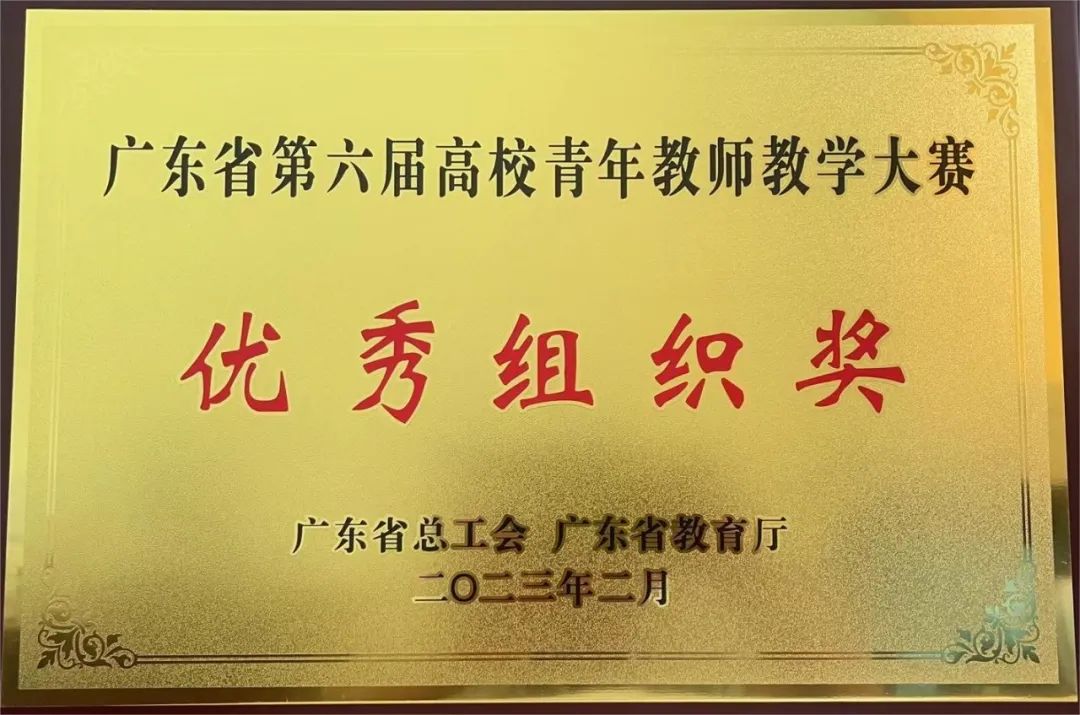 广东省第六届高校青年教师教学大赛
优秀组织奖
广东省总工会 广东省教育厅
二〇二三年二月